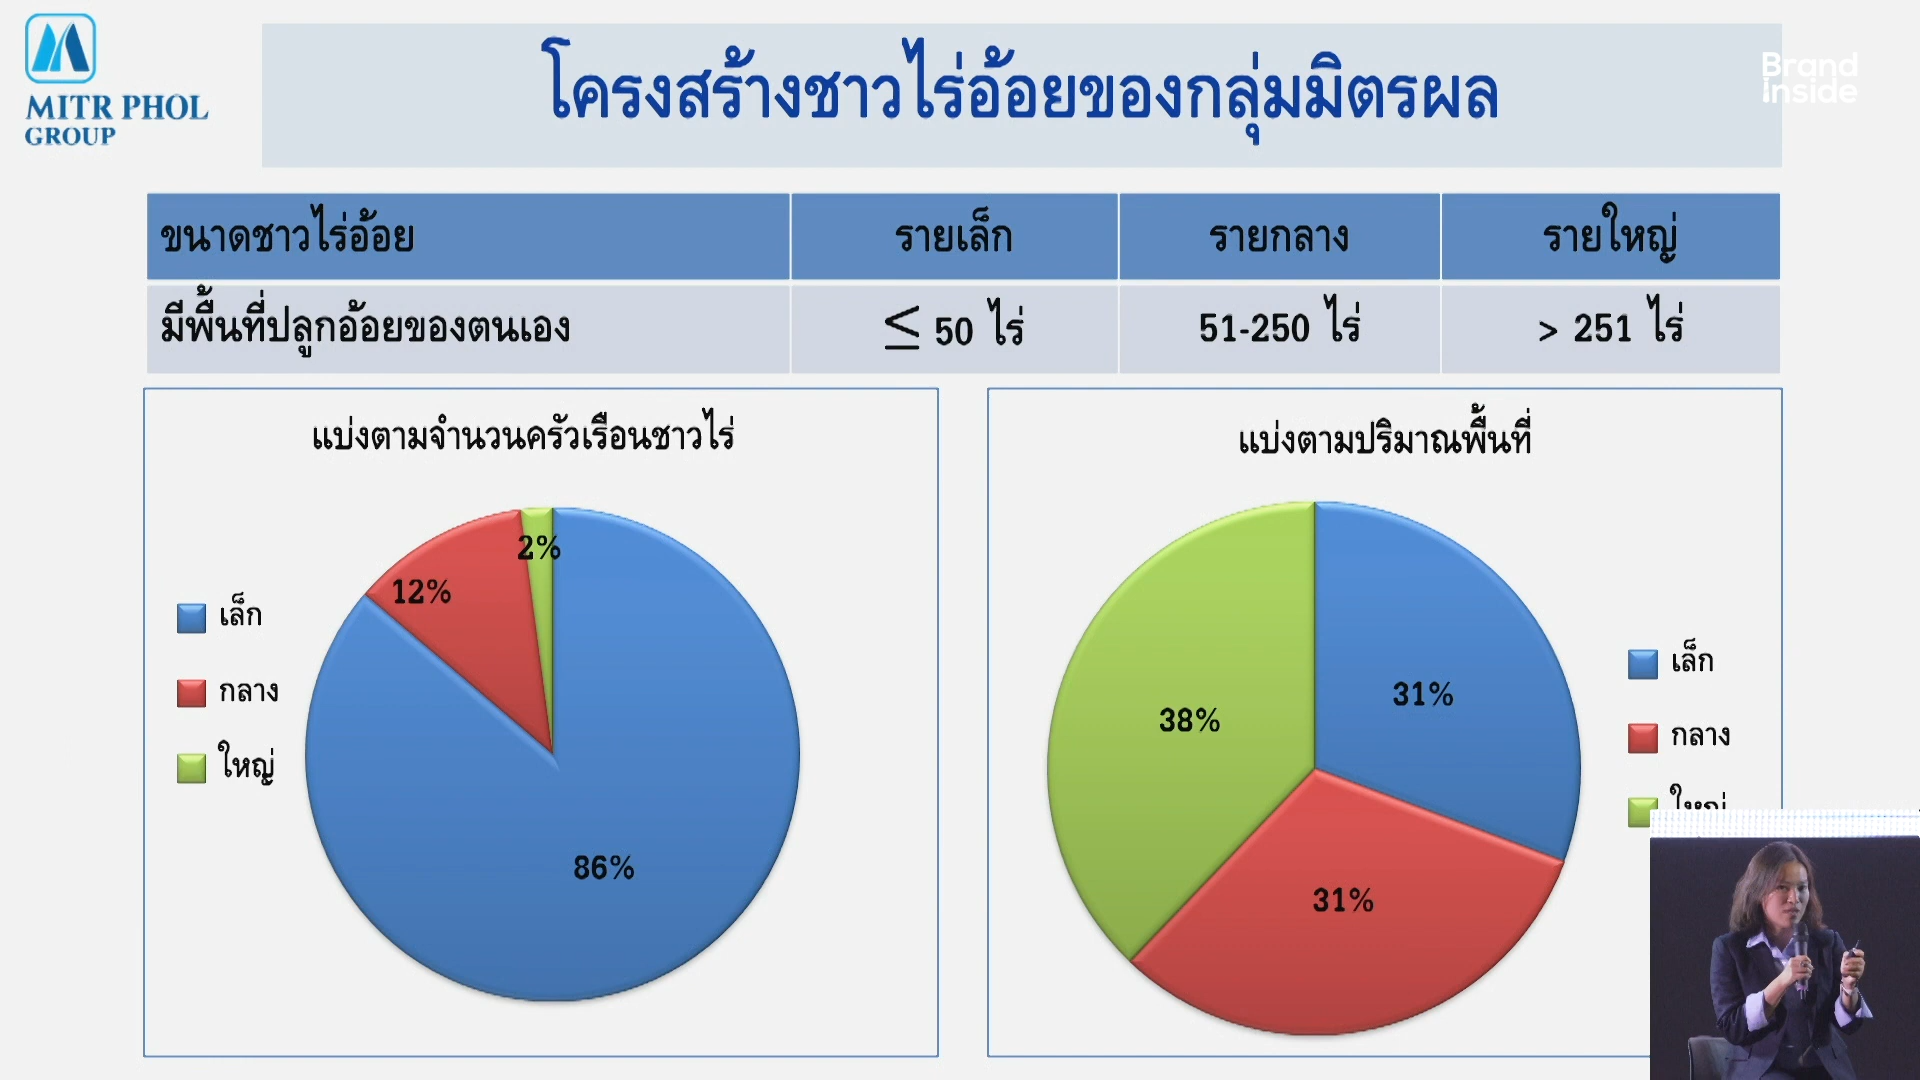 MITR PHOL
GROUP
โครงสร้างชาวไร่อ้อยของกลุ่มมิตรผล
Brand
Inside
ขนาดชาวไร่อ้อย รายเล็ก รายกลาง รายใหญ่
มีพื้นที่ปลูกอ้อยของตนเอง ≤ 50 ไร่ 51-250 ไร่ > 251 ไร่
แบ่งตามจำนวนครัวเรือนชาวไร่
2%
12%
86%
เล็ก
กลาง
ใหญ่
แบ่งตามปริมาณพื้นที่
38%
31%
31%
เล็ก
กลาง
ใหญ่